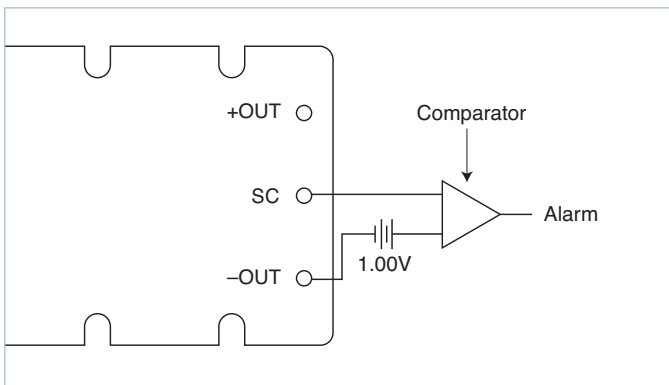 +OUT
Comparator
SC
Alarm
1.00V
–OUT